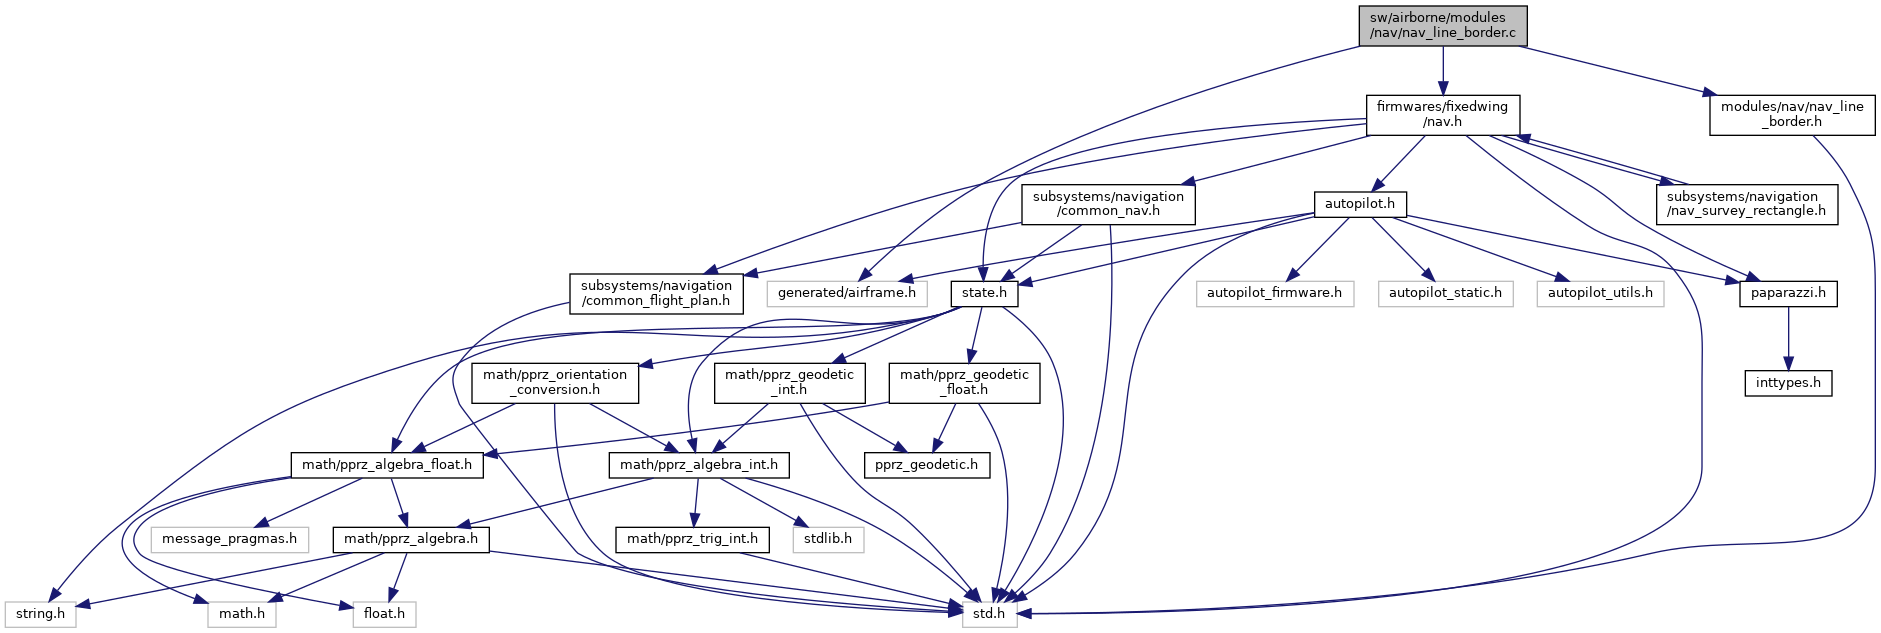 sw/airborne/modules
/nav/nav_line_border.c
firmwares/fixedwing
/nav.h
modules/nav/nav_line
_border.h
subsystems/navigation
/common_nav.h
autopilot.h
subsystems/navigation
/nav_survey_rectangle.h
subsystems/navigation
/common_flight_plan.h
generated/airframe.h
state.h
autopilot_firmware.h
autopilot_static.h
autopilot_utils.h
paparazzi.h
math/pprz_orientation
_conversion.h
math/pprz_geodetic
_int.h
math/pprz_geodetic
_float.h
inttypes.h
math/pprz_algebra_float.h
math/pprz_algebra_int.h
pprz_geodetic.h
message_pragmas.h
math/pprz_algebra.h
math/pprz_trig_int.h
stdlib.h
string.h
math.h
float.h
std.h